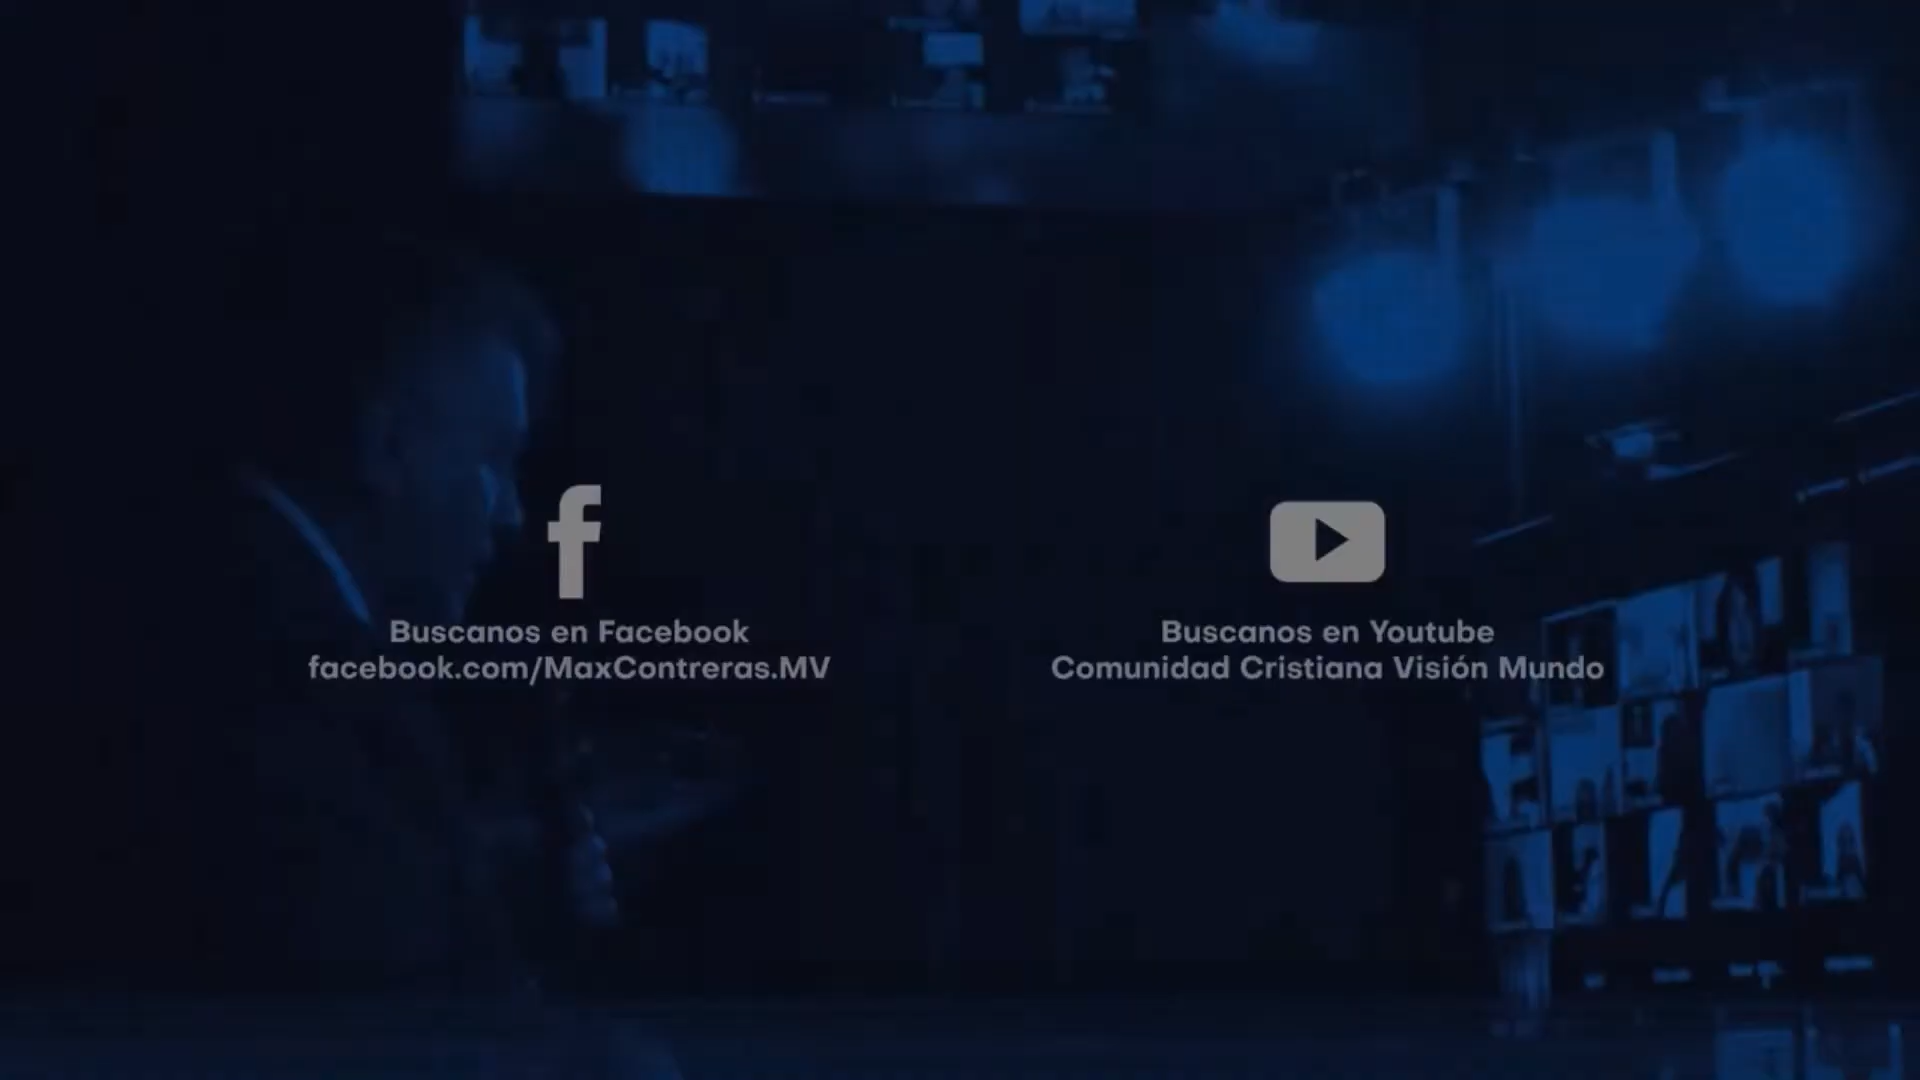 Buscanos en Facebook
facebook.com/MaxContreras.MV
Buscanos en Youtube
Comunidad Cristiana Visión Mundo